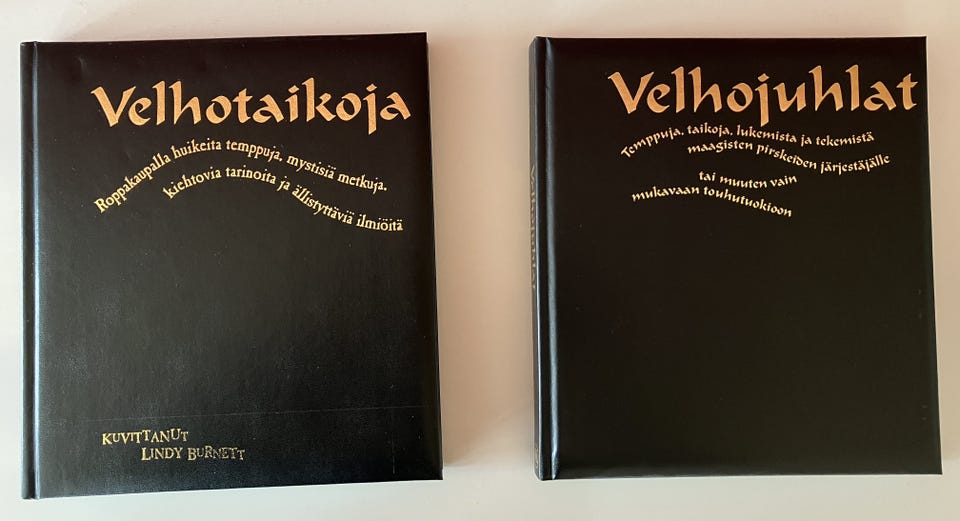 Velhotaikoja
Roppakaupalla huikeita temppuja, mystisiä metkuja,
kiehtovia tarinoita ja ällistyttäviä ilmiöitä
KUVITTANUT
LINDY BURNETT
Velhojuhlat
Temppuja, taikoja, lukemista ja tekemistä
maagisten pirskeiden järjestäjälle
tai muuten vain
mukavaan touhutuokioon
Velhojuhlat